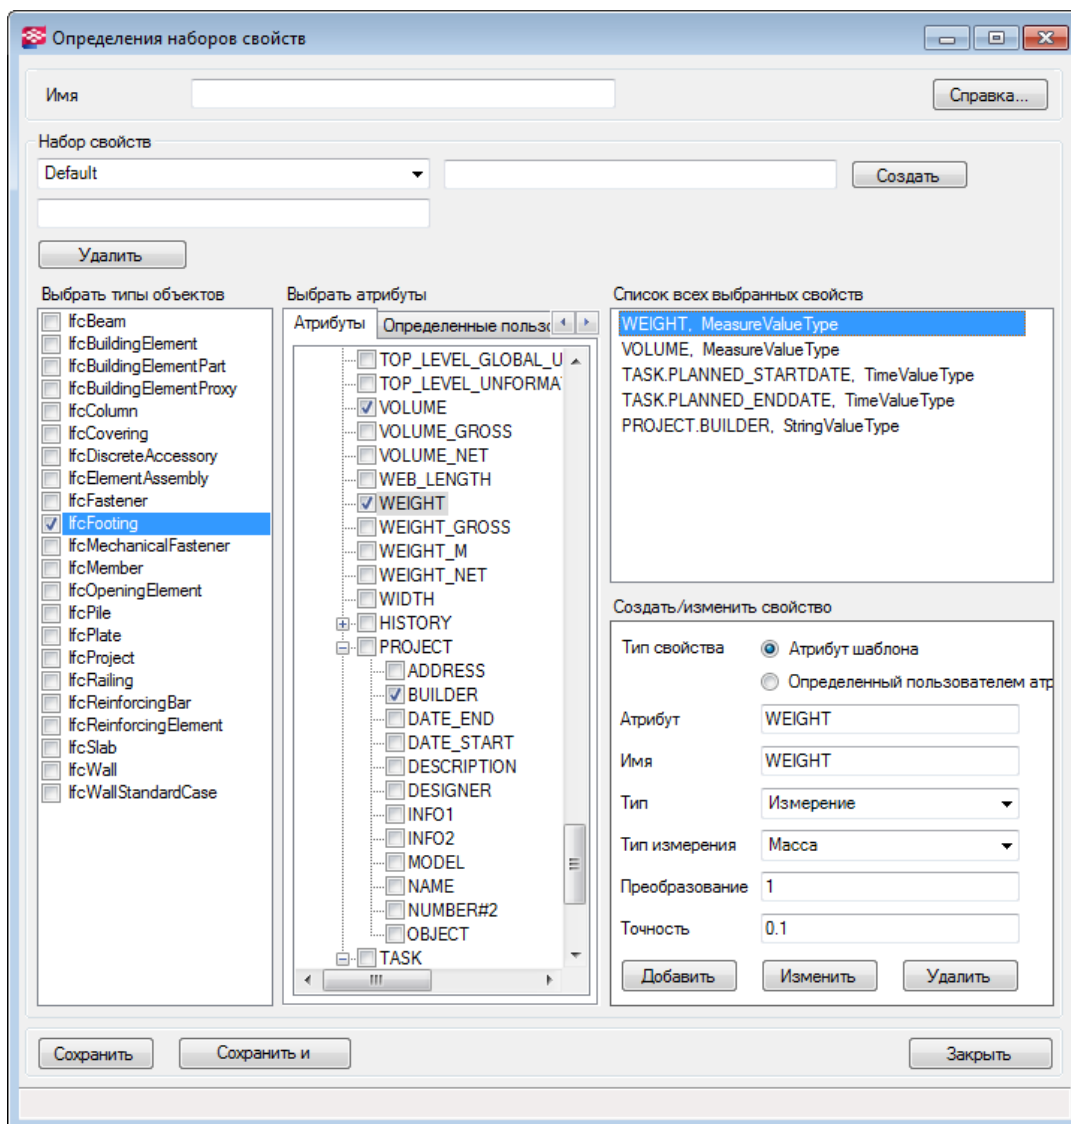 Определения наборов свойств
Имя
Справка...
Набор свойств
Default
Создать
Удалить
Выбрать типы объектов
IfcBeam
IfcBuildingElement
IfcBuildingElementPart
IfcBuildingElementProxy
IfcColumn
IfcCovering
IfcDiscreteAccessory
IfcElementAssembly
IfcFastener
IfcFooting
IfcMechanicalFastener
IfcMember
IfcOpeningElement
IfcPile
IfcPlate
IfcProject
IfcRailing
IfcReinforcingBar
IfcReinforcingElement
IfcSlab
IfcWall
IfcWallStandardCase
Выбрать атрибуты
Атрибуты
Определенные польз
TOP_LEVEL_GLOBAL_U
TOP_LEVEL_UNFORMA
VOLUME
VOLUME_GROSS
VOLUME_NET
WEB_LENGTH
WEIGHT
WEIGHT_GROSS
WEIGHT_M
WEIGHT_NET
WIDTH
HISTORY
PROJECT
ADDRESS
BUILDER
DATE_END
DATE_START
DESCRIPTION
DESIGNER
INFO1
INFO2
MODEL
NAME
NUMBER#2
OBJECT
TASK
Список всех выбранных свойств
WEIGHT, MeasureValueType
VOLUME, MeasureValueType
TASK.PLANNED_STARTDATE, TimeValueType
TASK.PLANNED_ENDDATE, TimeValueType
PROJECT.BUILDER, StringValueType
Создать/изменить свойство
Тип свойства
Атрибут шаблона
Определенный пользователем атр
Атрибут
WEIGHT
Имя
WEIGHT
Тип
Измерение
Тип измерения
Масса
Преобразование
1
Точность
0.1
Добавить
Изменить
Удалить
Сохранить
Сохранить и
Закрыть